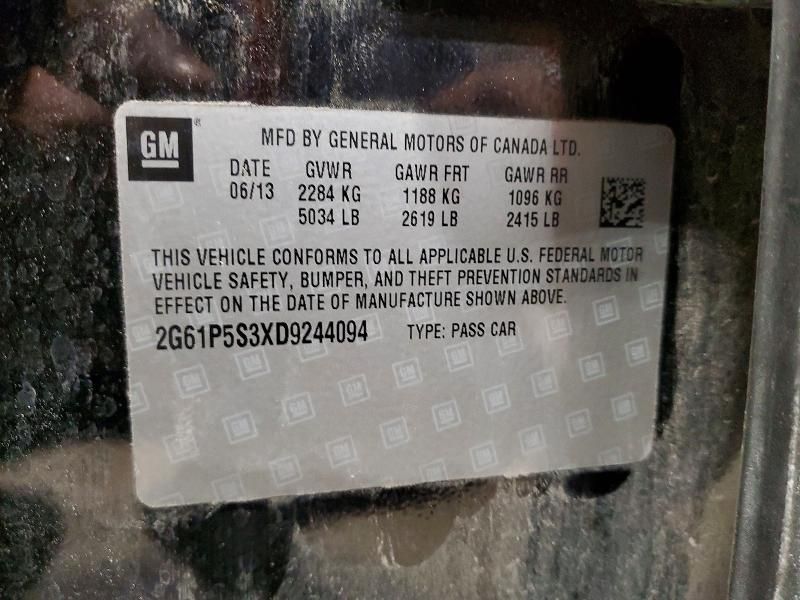 GM
MFD BY GENERAL MOTORS OF CANADA LTD.
DATE GVWR GAWR FRT GAWR RR
06/13 2284 KG 1188 KG 1096 KG
5034 LB 2619 LB 2415 LB
THIS VEHICLE CONFORMS TO ALL APPLICABLE U.S. FEDERAL MOTOR
VEHICLE SAFETY, BUMPER, AND THEFT PREVENTION STANDARDS IN
EFFECT ON THE DATE OF MANUFACTURE SHOWN ABOVE.
2G61P5S3XD9244094 TYPE: PASS CAR